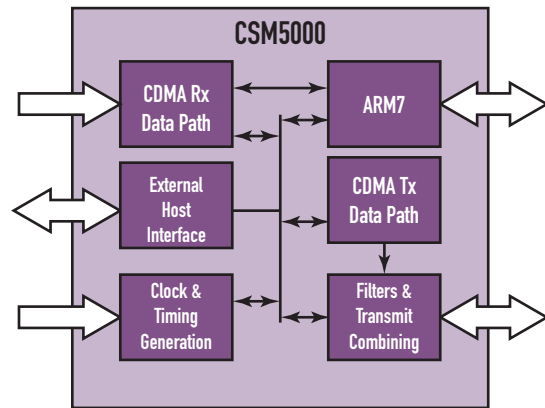 CSM5000
CDMA Rx
Data Path
ARM7
External
Host
Interface
CDMA Tx
Data Path
Clock &
Timing
Generation
Filters &
Transmit
Combining